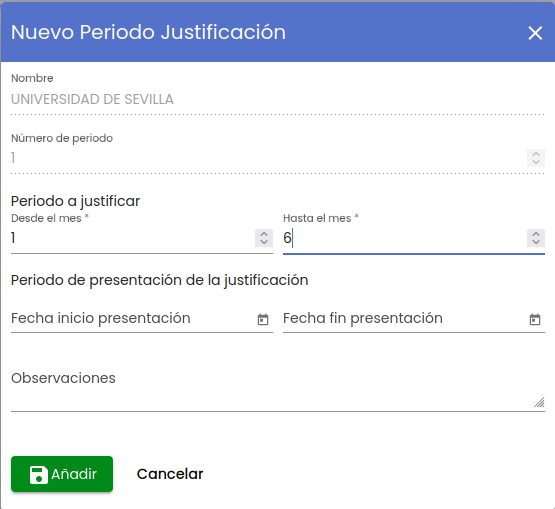 Nuevo Periodo Justificación
Nombre
UNIVERSIDAD DE SEVILLA
Número de periodo
1
Periodo a justificar
Desde el mes * Hasta el mes *
1 6
Periodo de presentación de la justificación
Fecha inicio presentación Fecha fin presentación
Observaciones
Añadir Cancelar